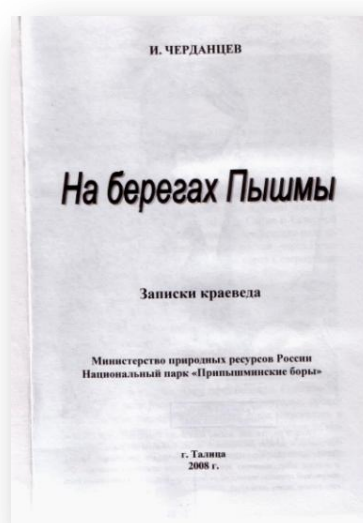 И. ЧЕРДАНЦЕВ
На берегах Пышмы
Записки краеведа
Министерство природных ресурсов России
Национальный парк «Припышминские боры»
г. Талица
2008 г.